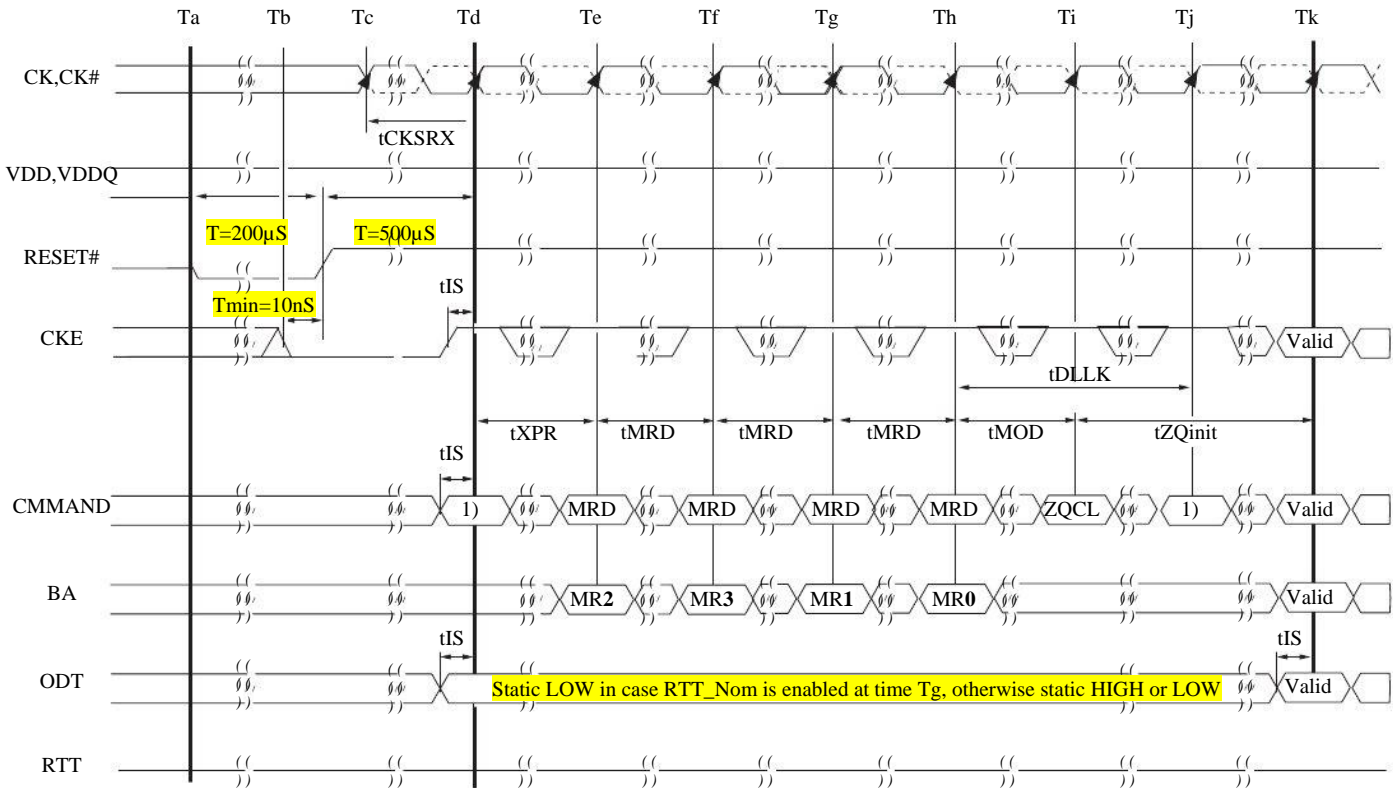 Ta Tb Tc Td Te Tf Tg Th Ti Tj Tk
CK,CK#
tCKSRX
VDD,VDDQ
T=200µS T=500µS
RESET#
Tmin=10nS tIS
CKE Valid
tDLLK
tXPR tMRD tMRD tMRD tMOD tZQinit
tIS
CMMAND 1) MRD MRD MRD MRD ZQCL 1) Valid
BA MR2 MR3 MR1 MR0 Valid
tIS tIS
ODT Static LOW in case RTT_Nom is enabled at time Tg, otherwise static HIGH or LOW Valid
RTT